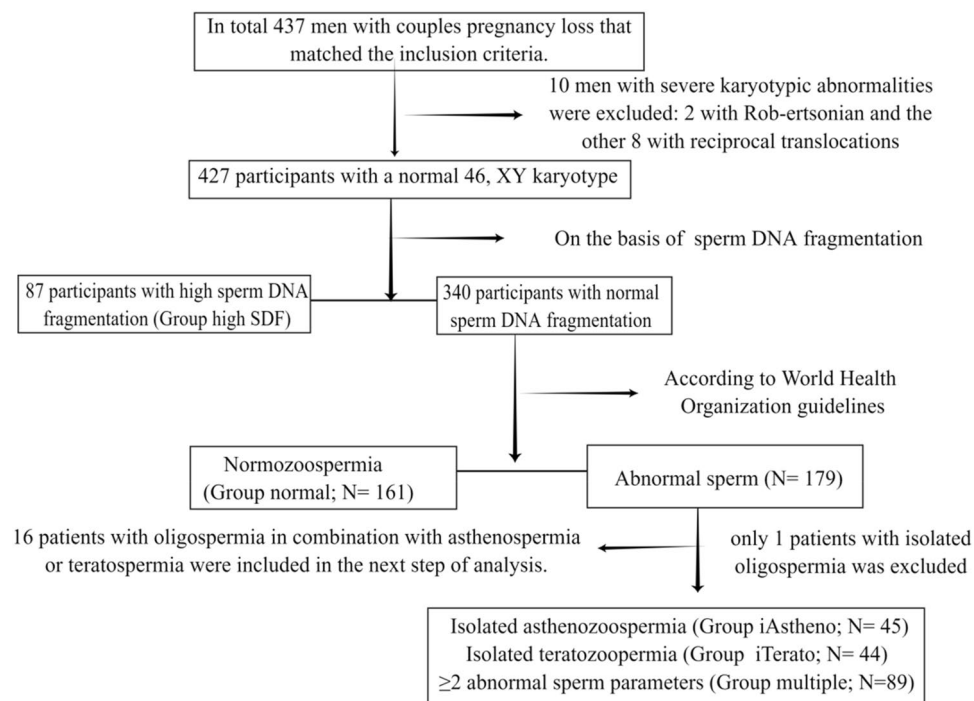 In total 437 men with couples pregnancy loss that
matched the inclusion criteria.
10 men with severe karyotypic abnormalities
were excluded: 2 with Rob-ertsonian and the
other 8 with reciprocal translocations
427 participants with a normal 46, XY karyotype
On the basis of sperm DNA fragmentation
87 participants with high sperm DNA
fragmentation (Group high SDF)
340 participants with normal
sperm DNA fragmentation
According to World Health
Organization guidelines
Normozoospermia
(Group normal; N= 161)
Abnormal sperm (N= 179)
16 patients with oligospermia in combination with asthenospermia
or teratospermia were included in the next step of analysis.
only 1 patients with isolated
oligospermia was excluded
Isolated asthenozoospermia (Group iAstheno; N= 45)
Isolated teratozoopermia (Group iTerato; N= 44)
≥2 abnormal sperm parameters (Group multiple; N=89)